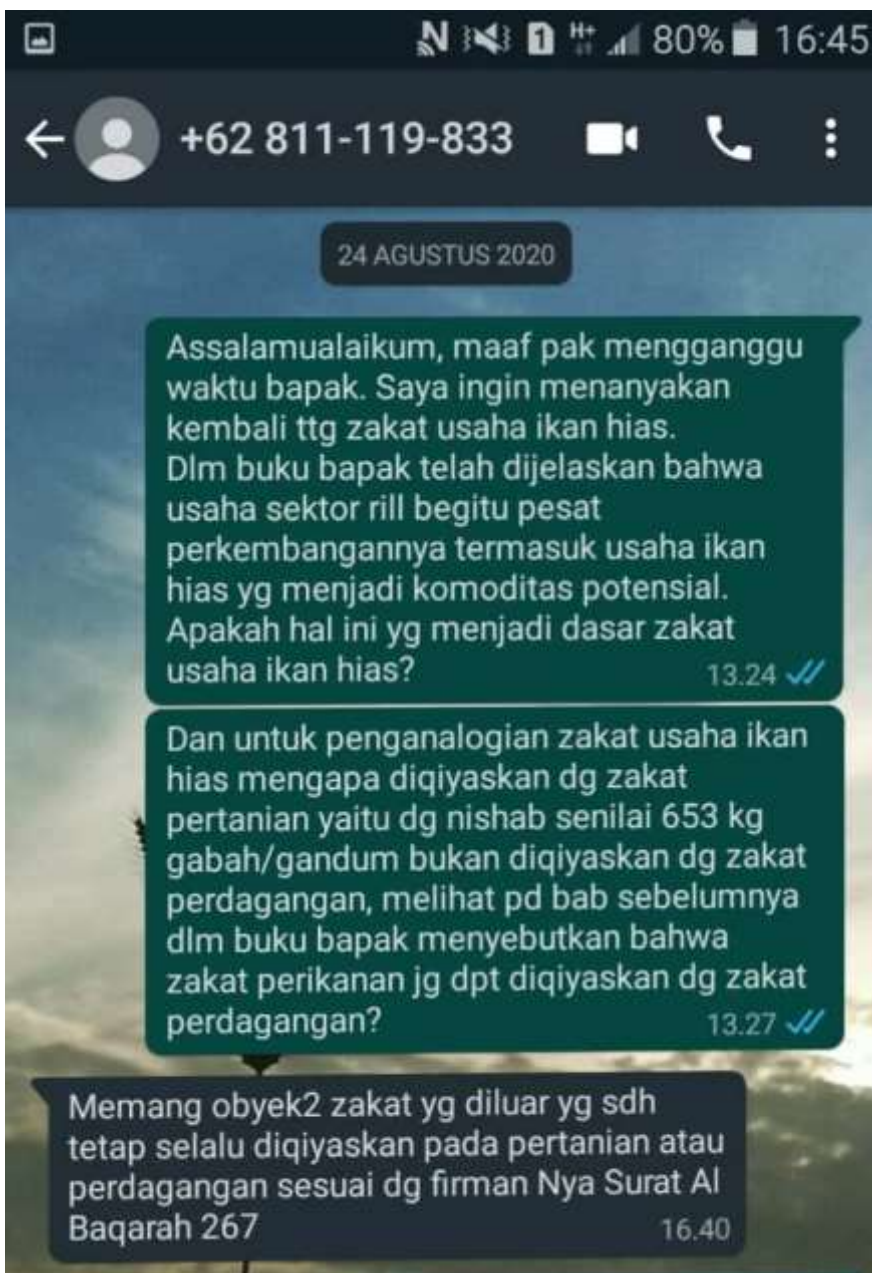 1 H+ 80% 16:45
+62 811-119-833
24 AGUSTUS 2020
Assalamualaikum, maaf pak mengganggu
waktu bapak. Saya ingin menanyakan
kembali ttg zakat usaha ikan hias.
Dlm buku bapak telah dijelaskan bahwa
usaha sektor rill begitu pesat
perkembangannya termasuk usaha ikan
hias yg menjadi komoditas potensial.
Apakah hal ini yg menjadi dasar zakat
usaha ikan hias?
13.24
Dan untuk penganalogian zakat usaha ikan
hias mengapa diqiyaskan dg zakat
pertanian yaitu dg nishab senilai 653 kg
gabah/gandum bukan diqiyaskan dg zakat
perdagangan, melihat pd bab sebelumnya
dlm buku bapak menyebutkan bahwa
zakat perikanan jg dpt diqiyaskan dg zakat
perdagangan?
13.27
Memang obyek2 zakat yg diluar yg sdh
tetap selalu diqiyaskan pada pertanian atau
perdagangan sesuai dg firman Nya Surat Al
Baqarah 267
16.40